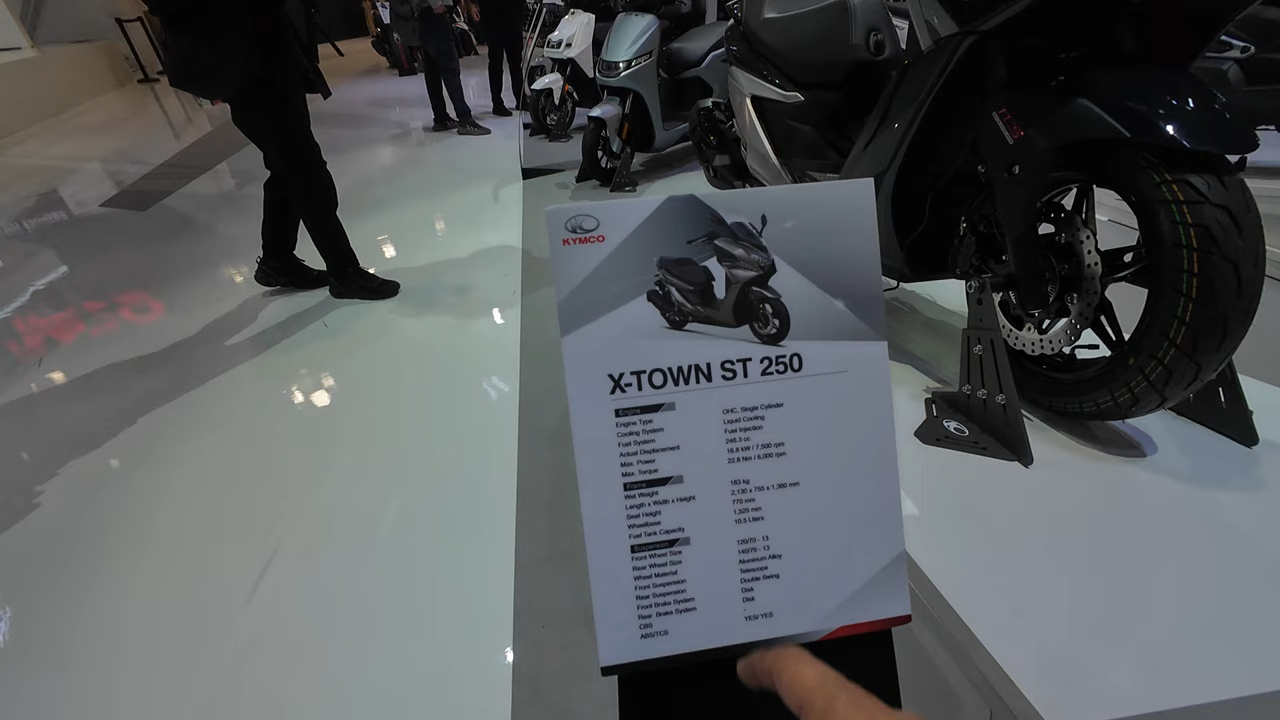 KYMCO
X-TOWN ST 250
Engine
Engine Type OHC, Single Cylinder
Cooling System Liquid Cooling
Fuel System Fuel Injection
Actual Displacement 248.3 cc
Max. Power 18.8 kW / 7,500 rpm
Max. Torque 22.8 Nm / 6,000 rpm
Frame
Wet Weight 183 kg
Length x Width x Height 2,130 x 755 x 1,360 mm
Seat Height 770 mm
Wheelbase 1,525 mm
Fuel Tank Capacity 10.5 Liters
Suspension
Front Wheel Size 120/70 - 13
Rear Wheel Size 140/70 - 13
Wheel Material Aluminum Alloy
Front Suspension Telescope
Rear Suspension Double Swing
Front Brake System Disk
Rear Brake System Disk
CBS -
ABS/TCS YES/ YES